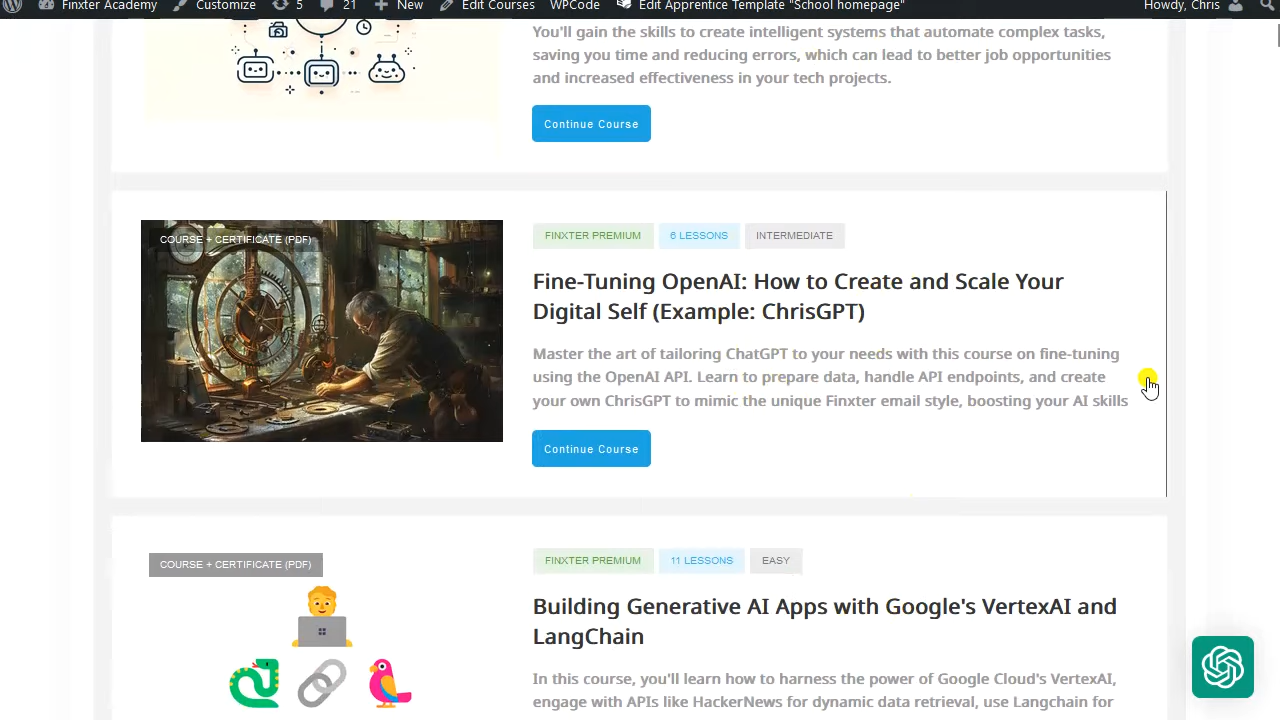 Finxter Academy Customize 5 21 New Edit Courses WPCode Edit Apprentice Template "School homepage" Howdy, Chris
You'll gain the skills to create intelligent systems that automate complex tasks,
saving you time and reducing errors, which can lead to better job opportunities
and increased effectiveness in your tech projects.
Continue Course
COURSE + CERTIFICATE (PDF)
FINXTER PREMIUM 6 LESSONS INTERMEDIATE
Fine-Tuning OpenAI: How to Create and Scale Your
Digital Self (Example: ChrisGPT)
Master the art of tailoring ChatGPT to your needs with this course on fine-tuning
using the OpenAI API. Learn to prepare data, handle API endpoints, and create
your own ChrisGPT to mimic the unique Finxter email style, boosting your AI skills
Continue Course
COURSE + CERTIFICATE (PDF)
FINXTER PREMIUM 11 LESSONS EASY
Building Generative AI Apps with Google's VertexAI and
LangChain
In this course, you'll learn how to harness the power of Google Cloud's VertexAI,
engage with APIs like HackerNews for dynamic data retrieval, use Langchain for